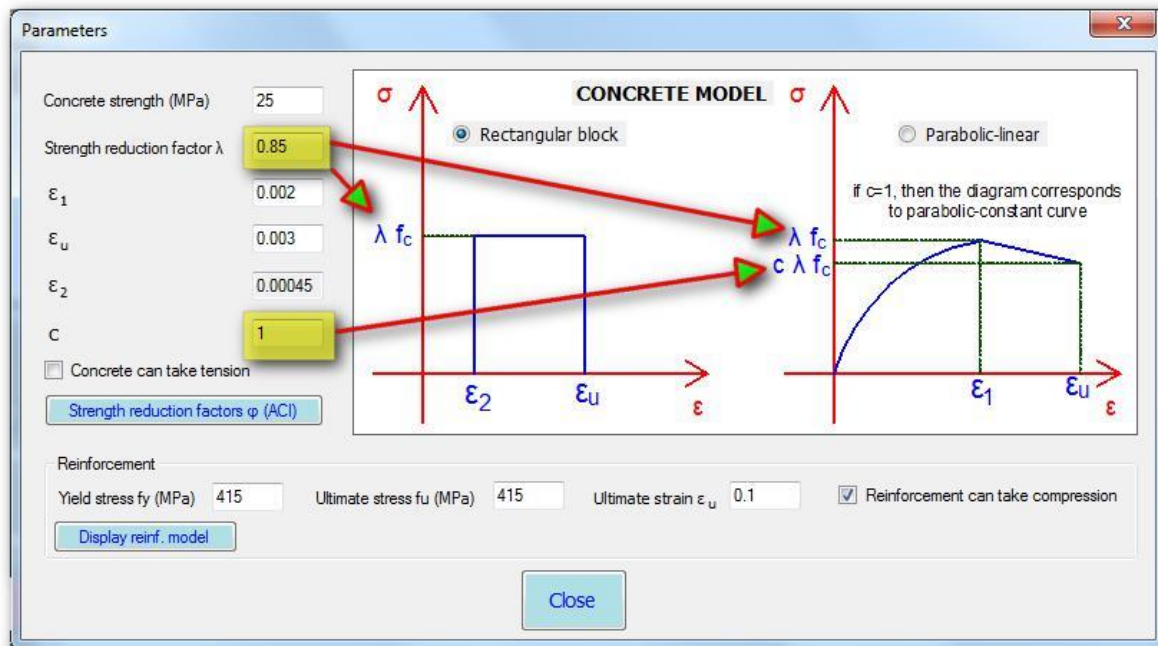 Parameters
x
Concrete strength (MPa) 25
Strength reduction factor λ 0.85
ε1 0.002
εu 0.003
ε2 0.00045
C 1
Concrete can take tension
Strength reduction factors φ (ACI)
CONCRETE MODEL
σ
Rectangular block
λ fc
ε2
εu
ε
σ
Parabolic-linear
if c=1, then the diagram corresponds
to parabolic-constant curve
λ fc
c λ fc
ε1
εu
ε
Reinforcement
Yield stress fy (MPa) 415 Ultimate stress fu (MPa) 415 Ultimate strain εu 0.1 Reinforcement can take compression
Display reinf. model
Close